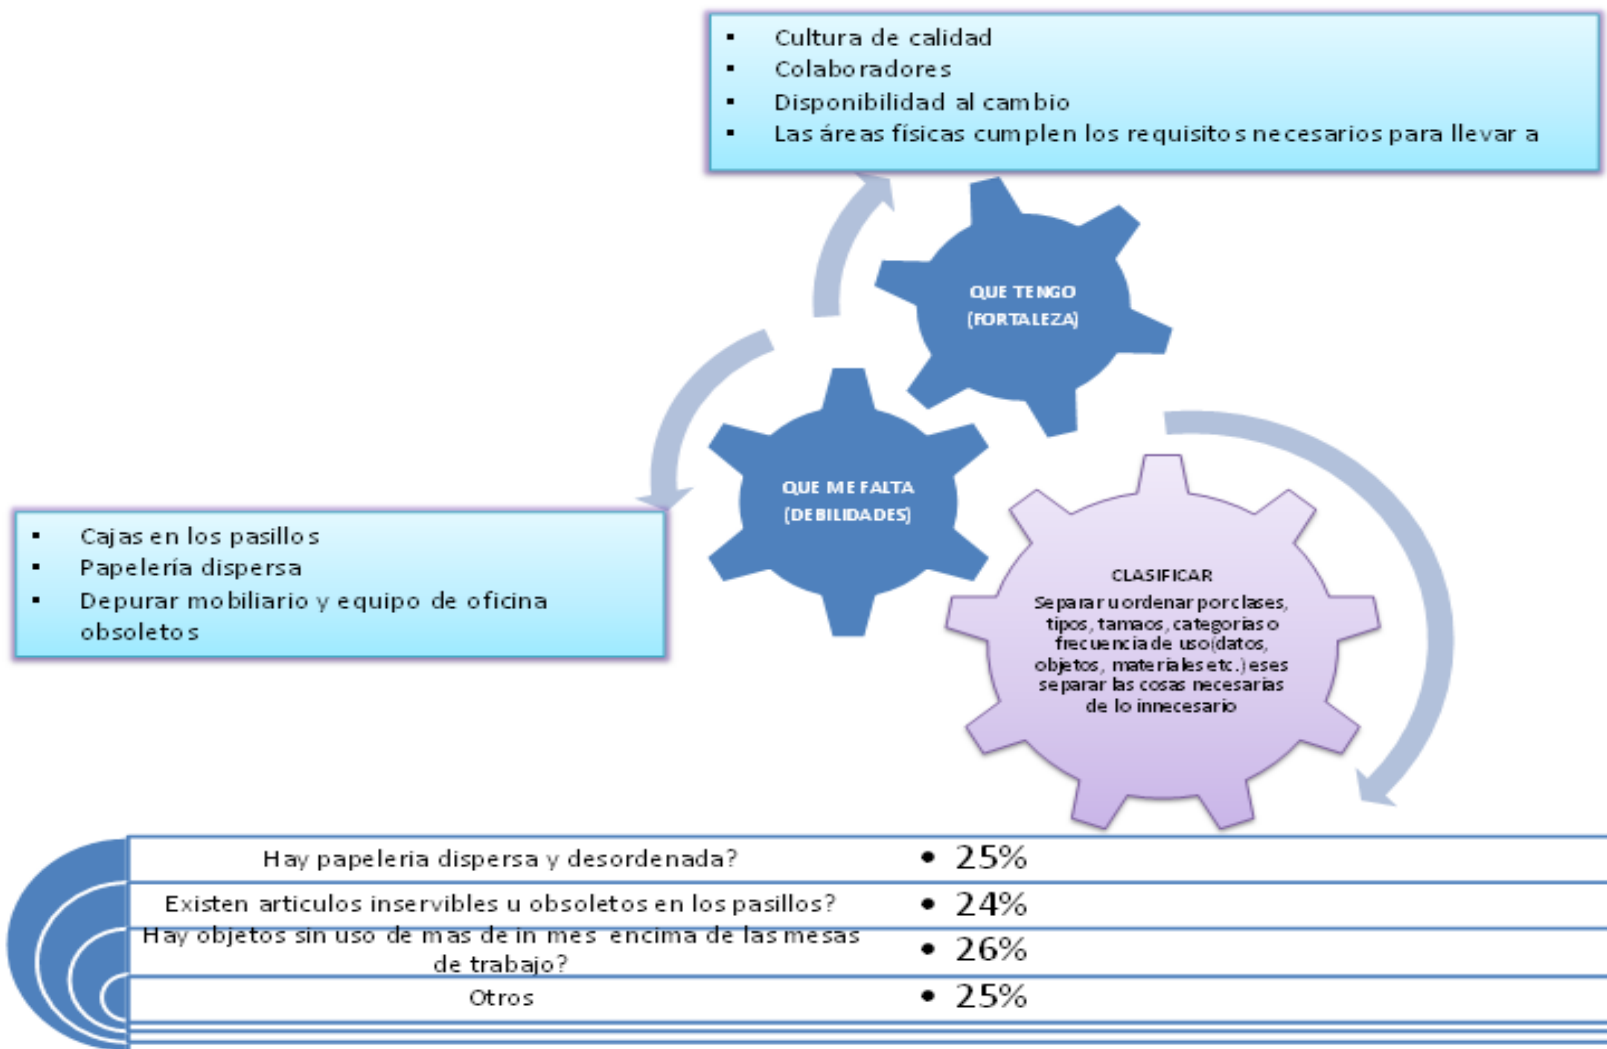 ▪ Cultura de calidad
▪ Colaboradores
▪ Disponibilidad al cambio
▪ Las áreas físicas cumplen los requisitos necesarios para llevar a
QUE TENGO
(FORTALEZA)
QUE ME FALTA
(DEBILIDADES)
▪ Cajas en los pasillos
▪ Papelería dispersa
▪ Depurar mobiliario y equipo de oficina
obsoletos
CLASIFICAR
Separar u ordenar por clases,
tipos, tamaos, categorias o
frecuencia de uso(datos,
objetos, materiales etc.) eses
separar las cosas necesarias
de lo innecesario
Hay papeleria dispersa y desordenada? • 25%
Existen articulos inservibles u obsoletos en los pasillos? • 24%
Hay objetos sin uso de mas de in mes encima de las mesas
de trabajo? • 26%
Otros • 25%